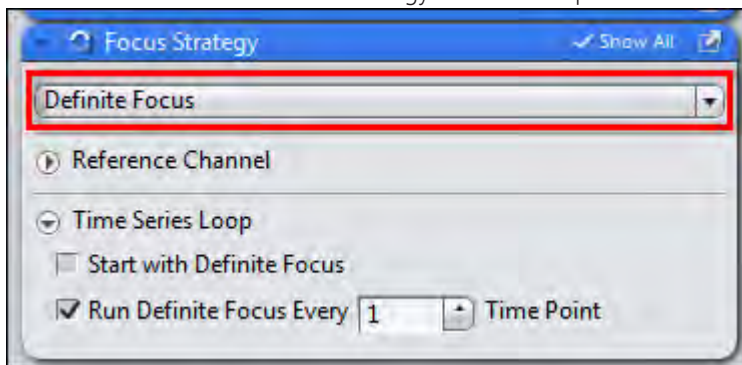 Focus Strategy Show All
Definite Focus
Reference Channel
Time Series Loop
Start with Definite Focus
Run Definite Focus Every 1 Time Point